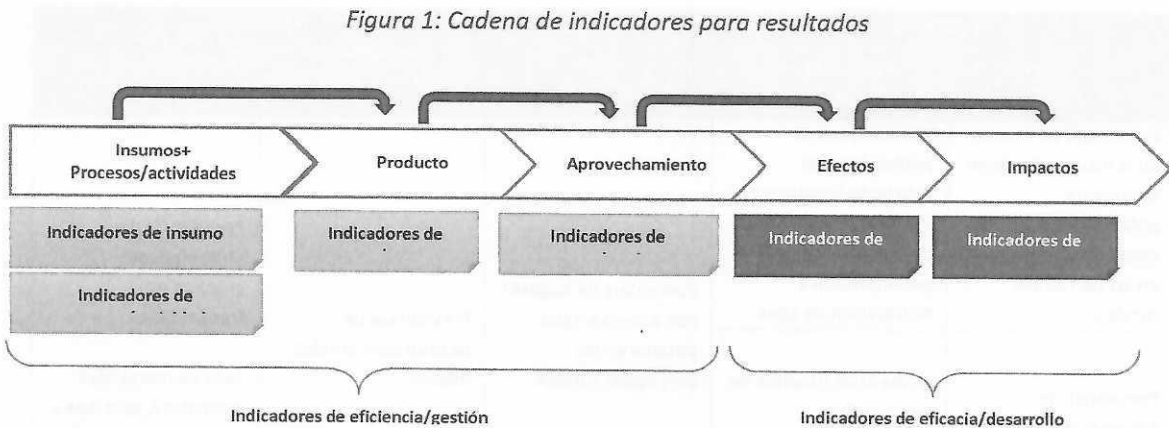 Figura 1: Cadena de indicadores para resultados
Insumos+
Procesos/actividades
Producto
Aprovechamiento
Efectos
Impactos
Indicadores de insumo
Indicadores de
Indicadores de
Indicadores de
Indicadores de
Indicadores de
Indicadores de eficiencia/gestión
Indicadores de eficacia/desarrollo